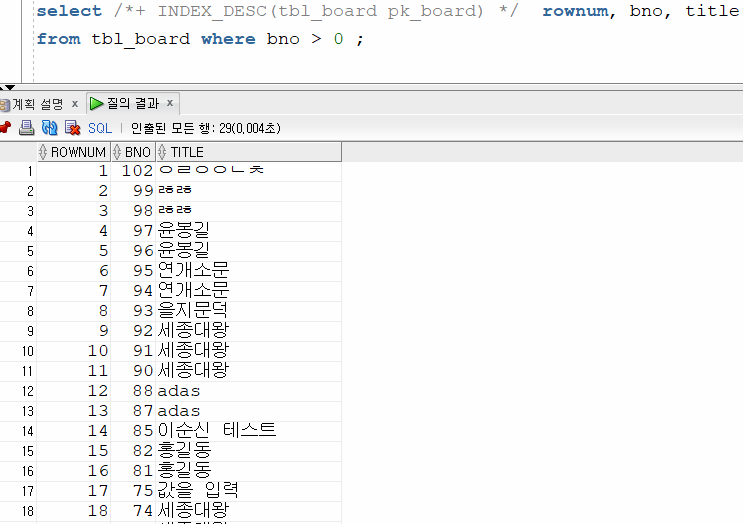 select /*+ INDEX_DESC(tbl_board pk_board) */ rownum, bno, title
from tbl_board where bno > 0 ;
계획 설명 x 질의 결과 x
SQL | 인출된 모든 행: 29(0,004초)
ROWNUM BNO TITLE
1 1 102 ㅇㄹㅇㅇㄴㅊ
2 2 99 ㄹㅎㄹㅎ
3 3 98 ㄹㅎㄹㅎ
4 4 97 윤봉길
5 5 96 윤봉길
6 6 95 연개소문
7 7 94 연개소문
8 8 93 을지문덕
9 9 92 세종대왕
10 10 91 세종대왕
11 11 90 세종대왕
12 12 88 adas
13 13 87 adas
14 14 85 이순신 테스트
15 15 82 홍길동
16 16 81 홍길동
17 17 75 값을 입력
18 18 74 세종대왕